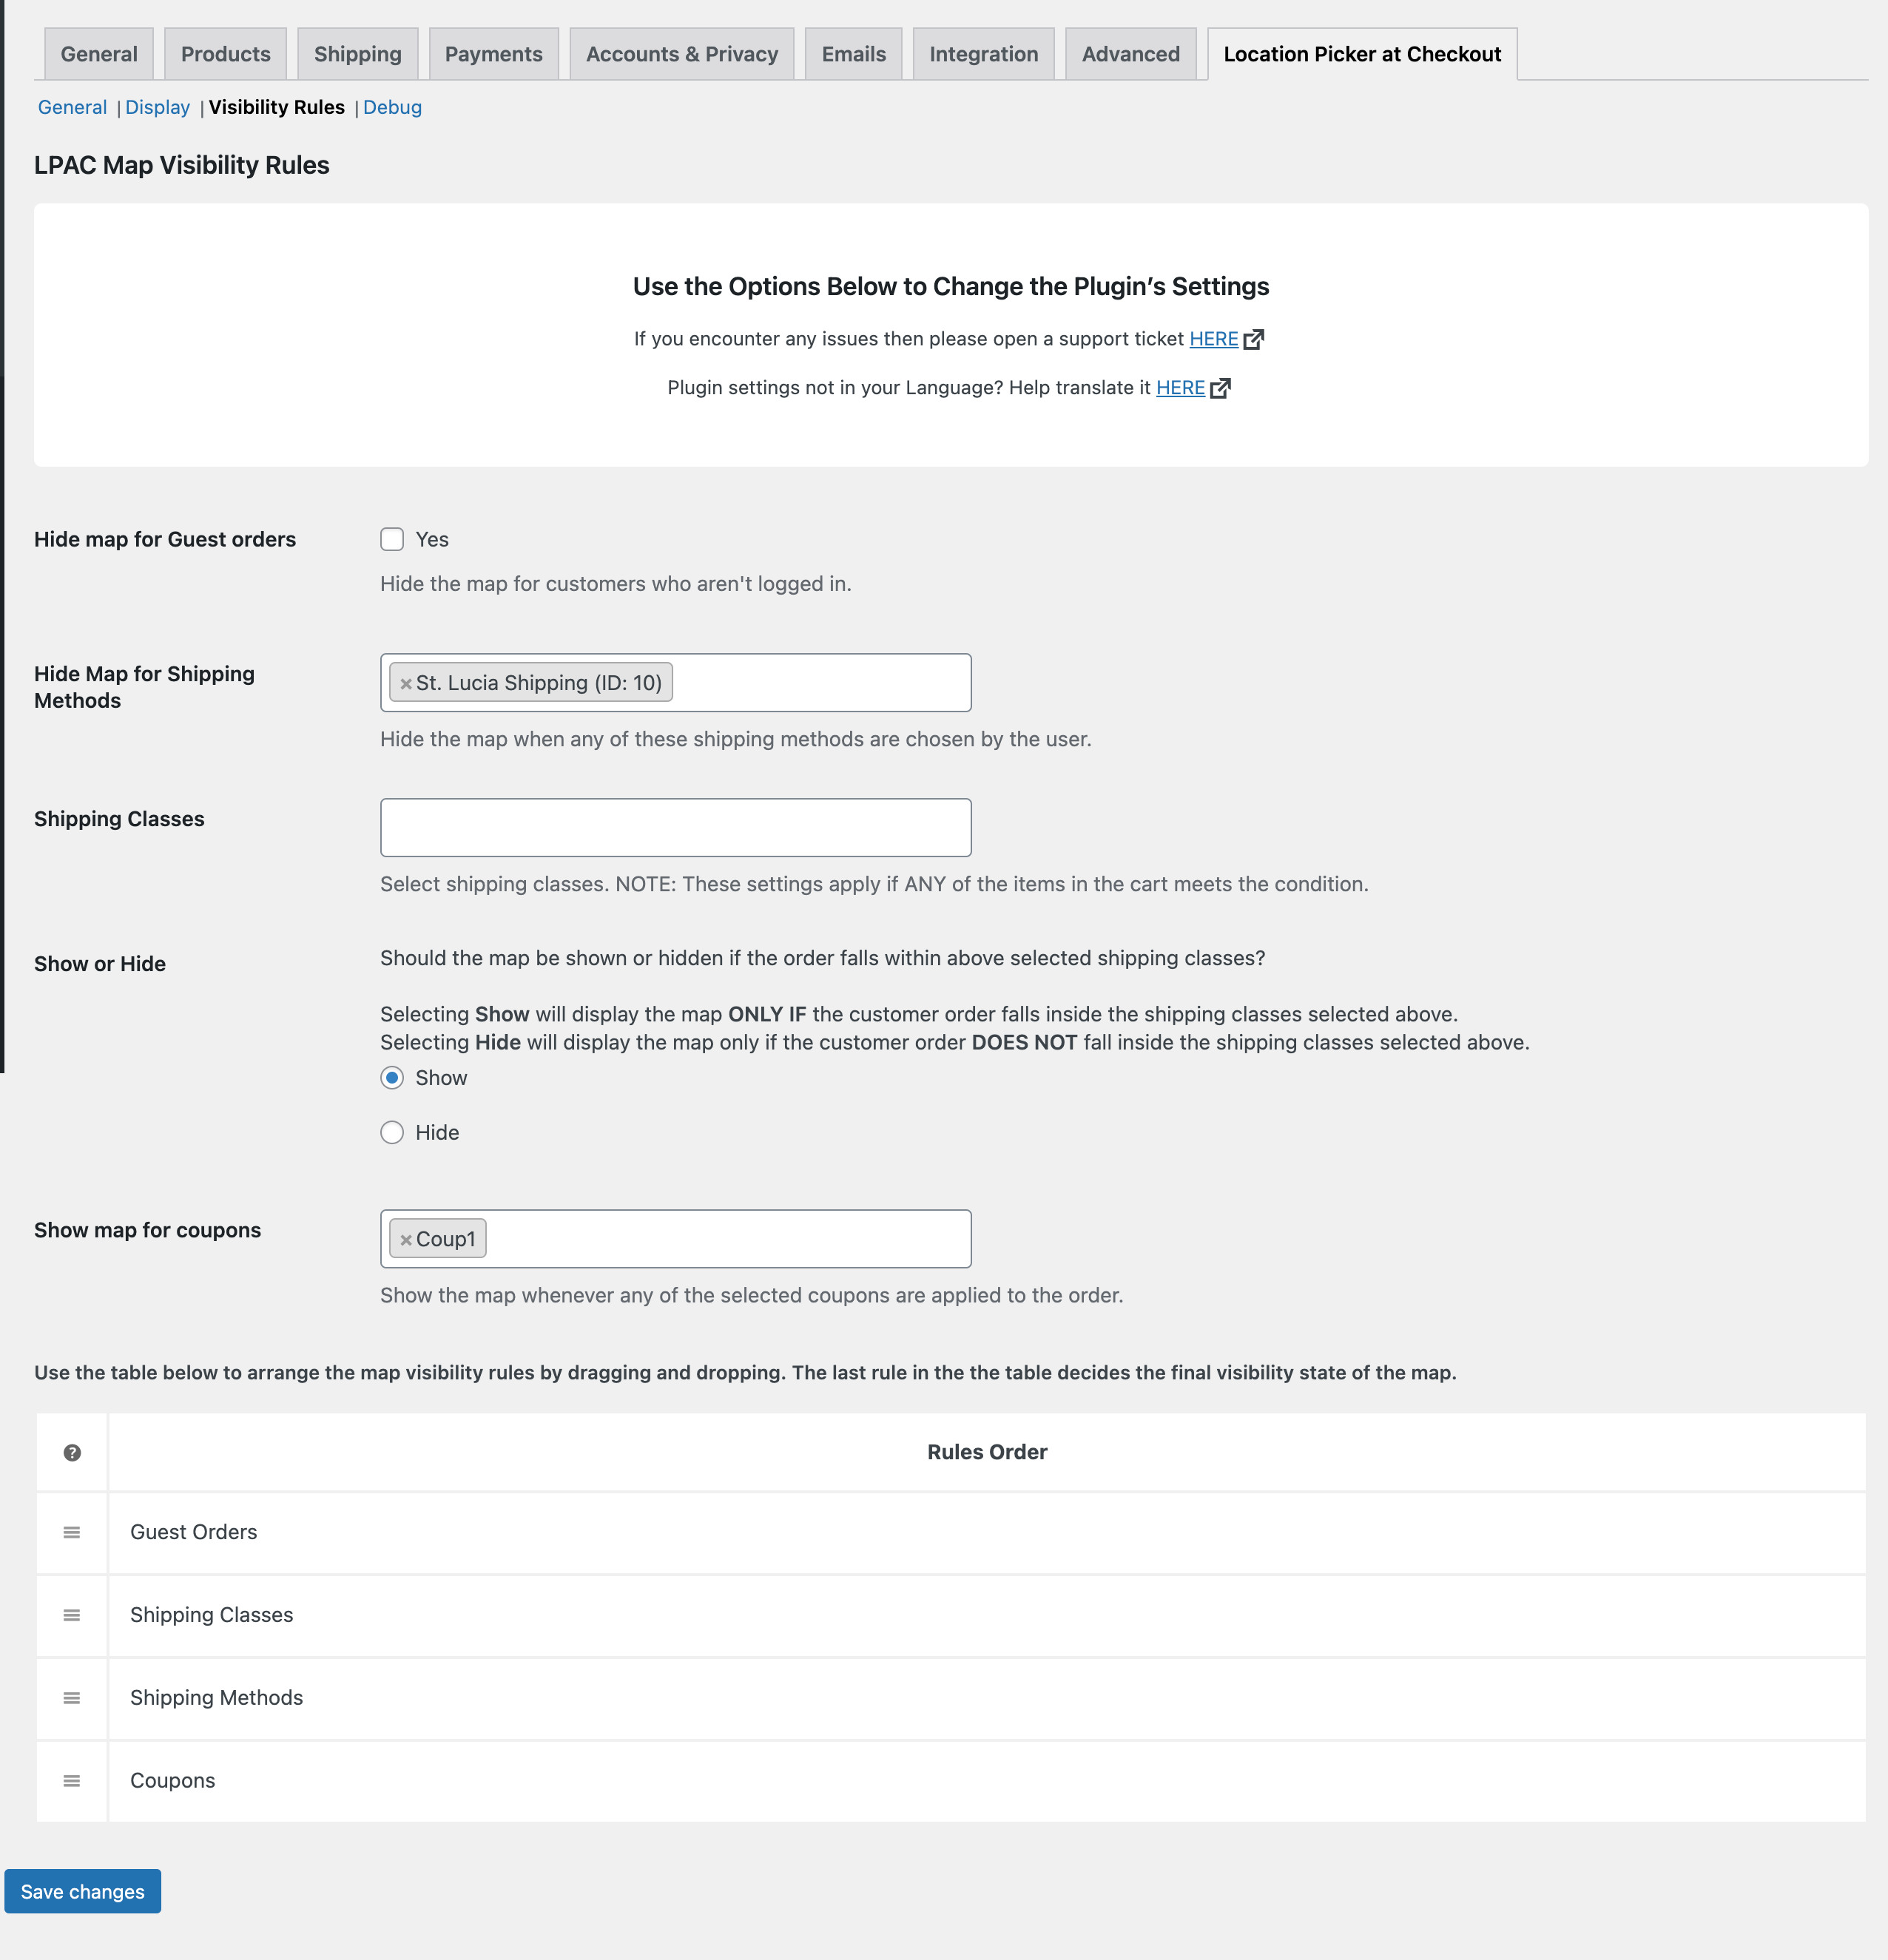 General Products Shipping Payments Accounts & Privacy Emails Integration Advanced Location Picker at Checkout
General | Display | Visibility Rules | Debug
LPAC Map Visibility Rules
Use the Options Below to Change the Plugin’s Settings
If you encounter any issues then please open a support ticket HERE
Plugin settings not in your Language? Help translate it HERE
Hide map for Guest orders
Yes
Hide the map for customers who aren't logged in.
Hide Map for Shipping
Methods
×St. Lucia Shipping (ID: 10)
Hide the map when any of these shipping methods are chosen by the user.
Shipping Classes
Select shipping classes. NOTE: These settings apply if ANY of the items in the cart meets the condition.
Show or Hide
Should the map be shown or hidden if the order falls within above selected shipping classes?
Selecting Show will display the map ONLY IF the customer order falls inside the shipping classes selected above.
Selecting Hide will display the map only if the customer order DOES NOT fall inside the shipping classes selected above.
Show
Hide
Show map for coupons
×Coup1
Show the map whenever any of the selected coupons are applied to the order.
Use the table below to arrange the map visibility rules by dragging and dropping. The last rule in the the table decides the final visibility state of the map.
? Rules Order
Guest Orders
Shipping Classes
Shipping Methods
Coupons
Save changes